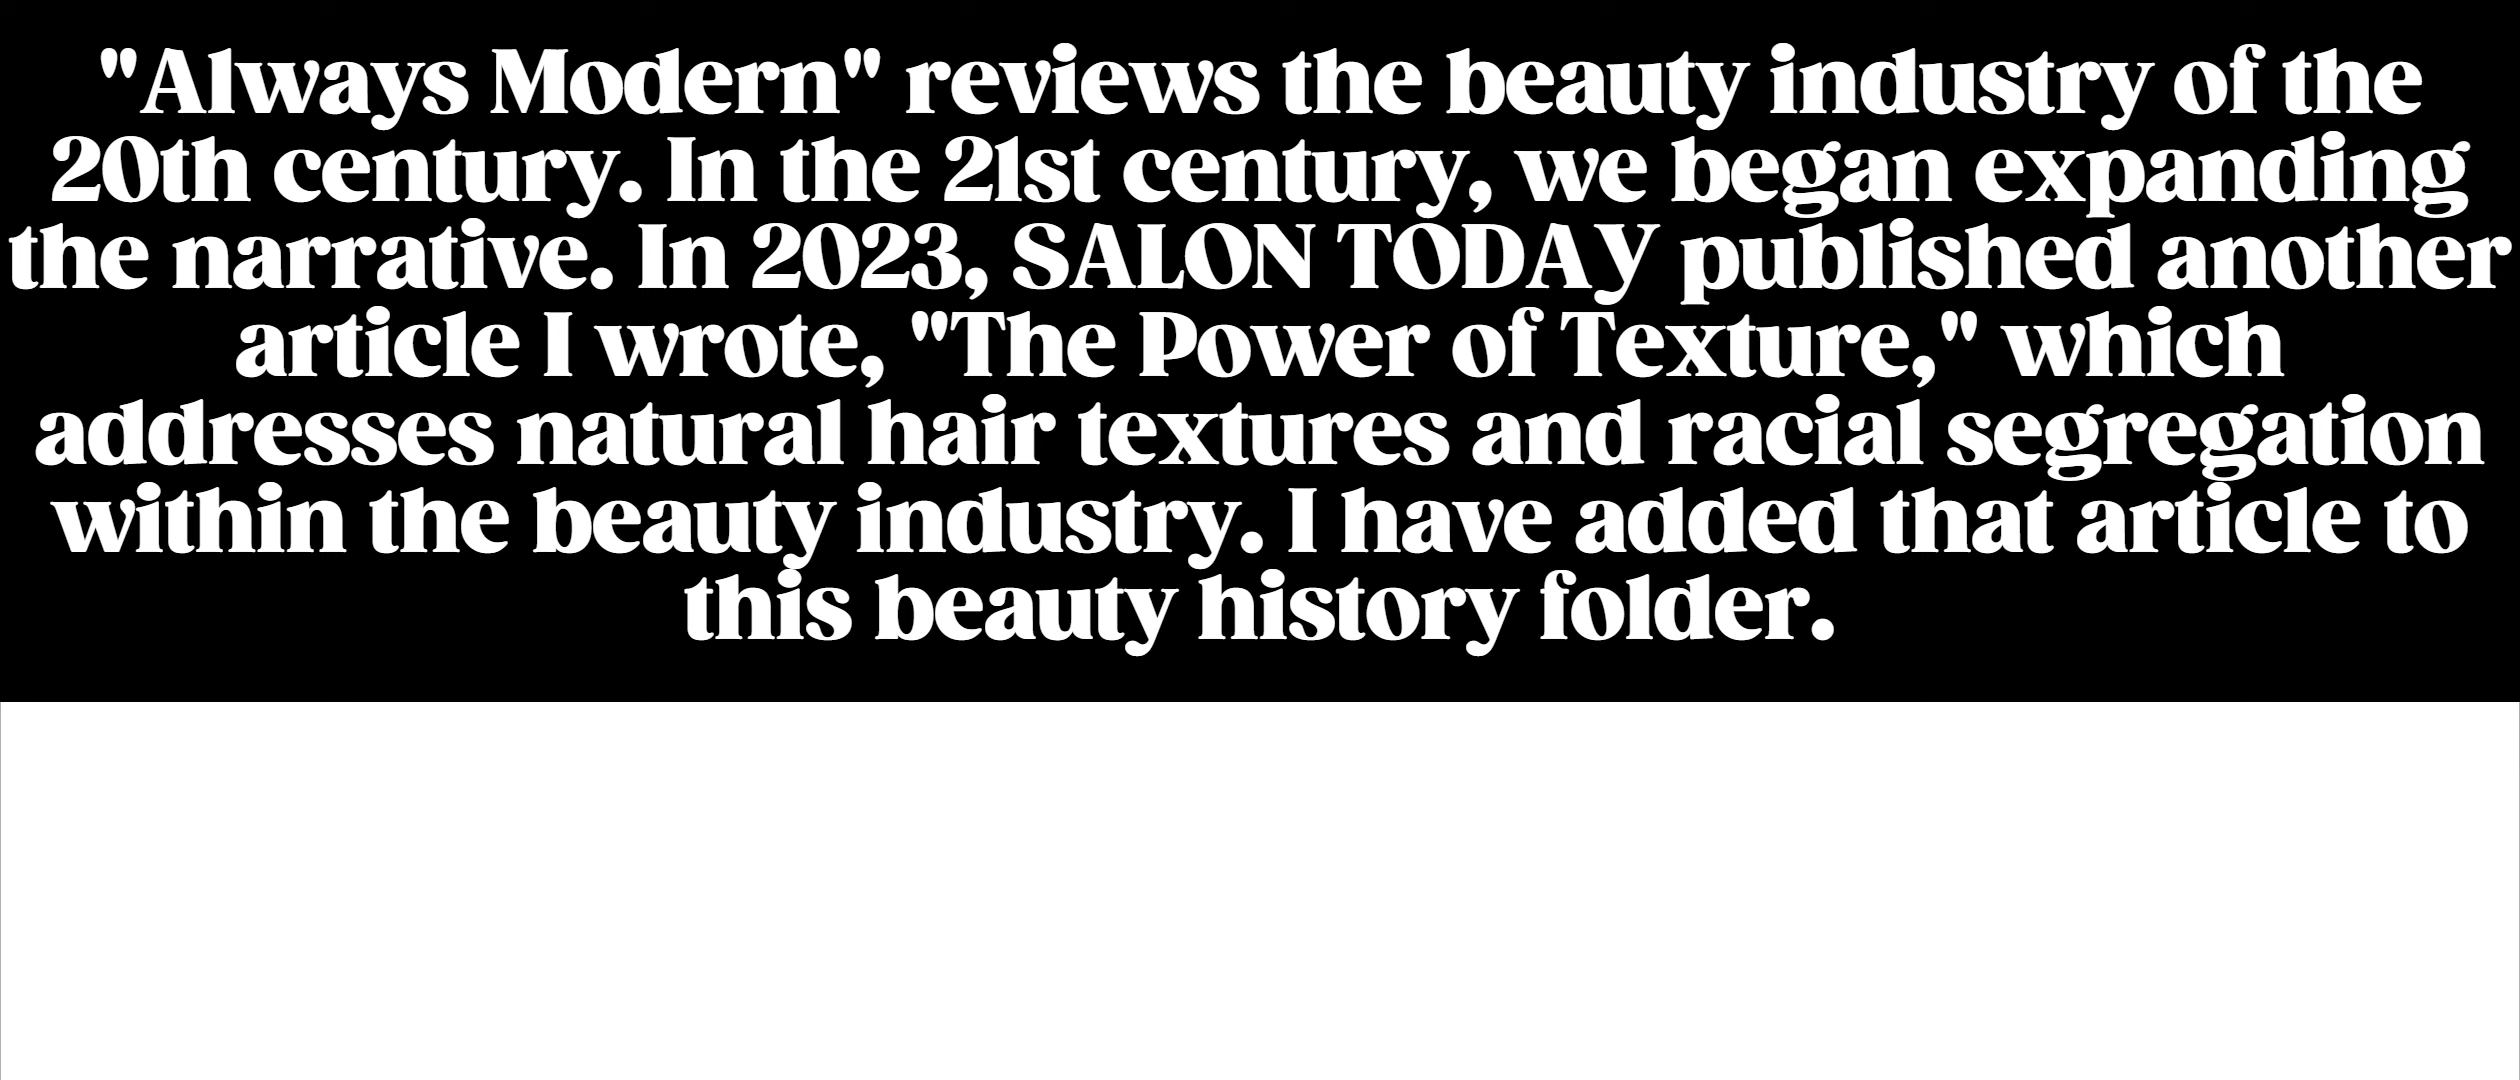 "Always Modern" reviews the beauty industry of the
20th century. In the 21st century, we began expanding
the narrative. In 2023, SALON TODAY published another
article I wrote, "The Power of Texture," which
addresses natural hair textures and racial segregation
within the beauty industry. I have added that article to
this beauty history folder.